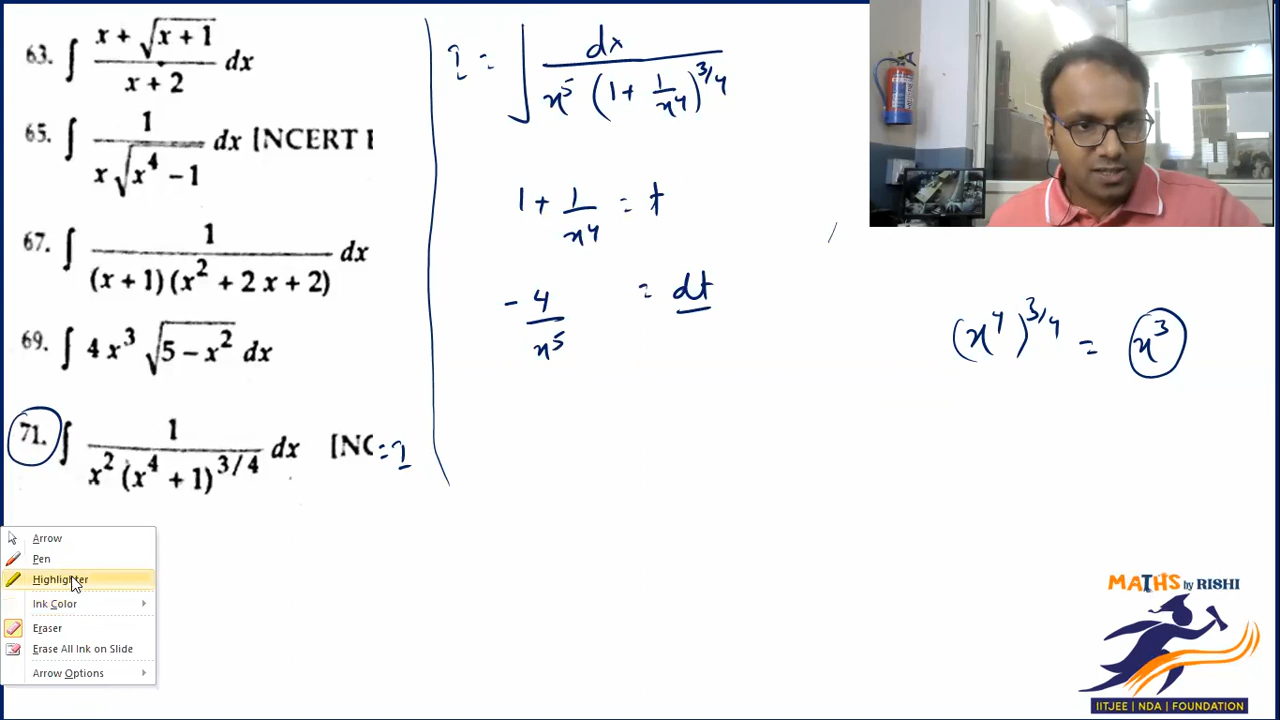 63. ∫ (x + √(x + 1))/(x + 2) dx
65. ∫ 1/(x√(x⁴ − 1)) dx [NCERT
67. ∫ 1/((x + 1)(x² + 2x + 2)) dx
69. ∫ 4x³ √(5 − x²) dx
71. ∫ 1/(x² (x⁴ + 1)^(3/4)) dx [NC = I
I = ∫ dx/(x⁵ (1 + 1/x⁴)^(3/4))
1 + 1/x⁴ = t
−4/x⁵ = dt
(x⁴)^(3/4) = x³
Arrow
Pen
Highlighter
Ink Color
Eraser
Erase All Ink on Slide
Arrow Options
MATHS by RISHI
IITJEE | NDA | FOUNDATION